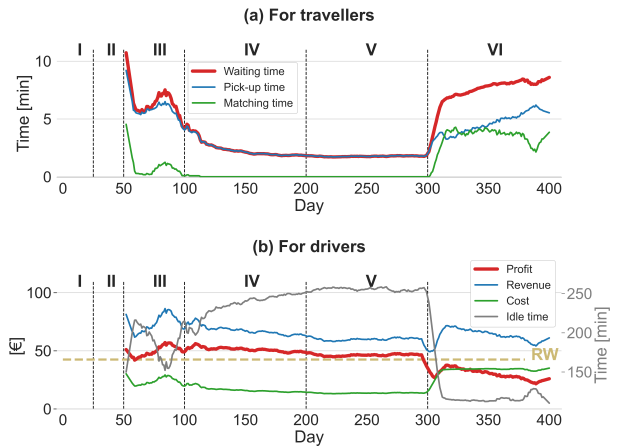 (a) For travellers
I II III IV V VI
10
5
0
Time [min]
Waiting time
Pick-up time
Matching time
0 50 100 150 200 250 300 350 400
Day
(b) For drivers
I II III IV V
100
50
0
[€]
Profit
Revenue
Cost
Idle time
250
200
150
Time [min]
RW
0 50 100 150 200 250 300 350 400
Day